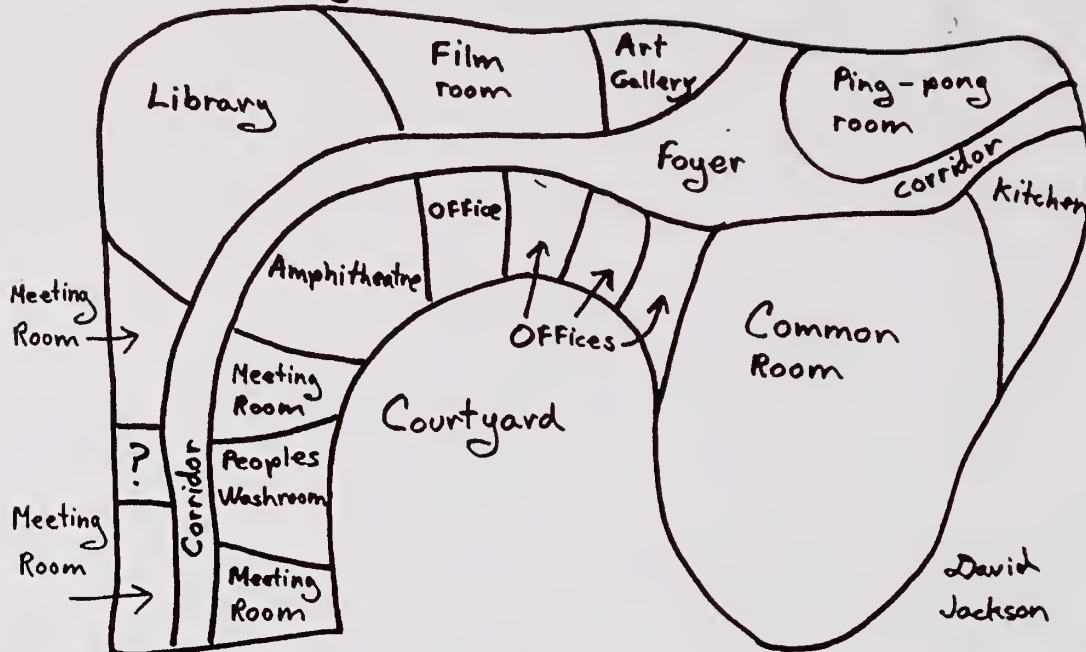 Film
room
Art
Gallery
Ping-pong
room
Library
Foyer
corridor
Kitchen
Office
Amphitheatre
Meeting
Room
Offices
Common
Room
Meeting
Room
Courtyard
?
Corridor
Peoples
Washroom
Meeting
Room
Meeting
Room
David
Jackson